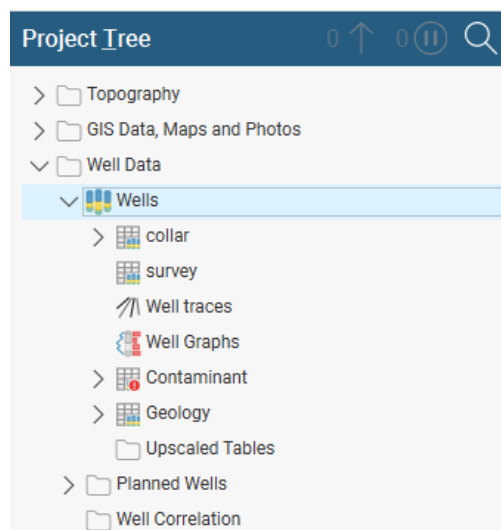 Project Tree 0 0
Topography
GIS Data, Maps and Photos
Well Data
Wells
collar
survey
Well traces
Well Graphs
Contaminant
Geology
Upscaled Tables
Planned Wells
Well Correlation